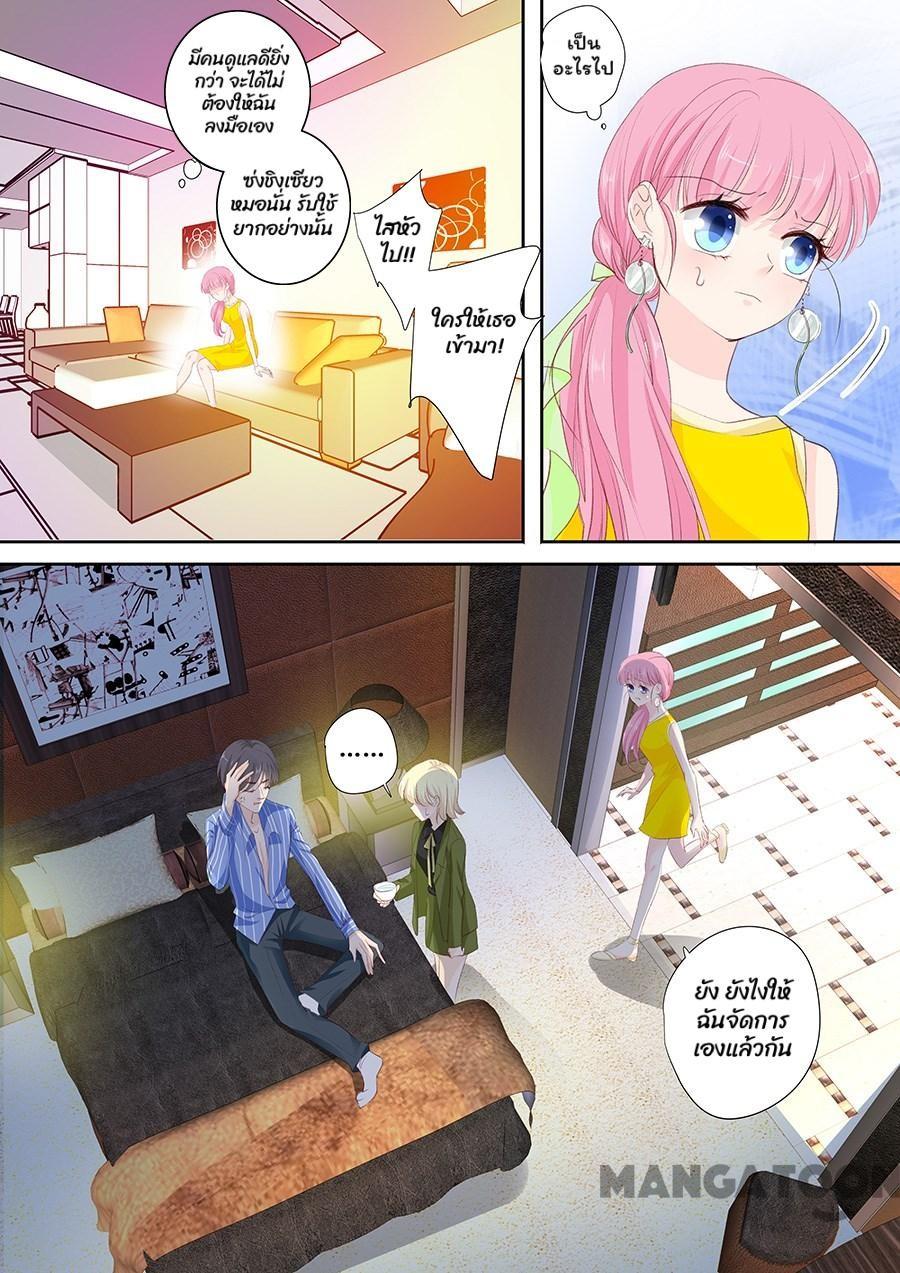 มีคนดูแลดียิ่ง
กว่า จะได้ไม่
ต้องให้ฉัน
ลงมือเอง
ซ่งชิงเซียว
หมอนั่น รับใช้
ยากอย่างนั้น
ไสหัว
ไป!!
ใครให้เธอ
เข้ามา!
เป็น
อะไรไป
……
ยัง ยังไงให้
ฉันจัดการ
เองแล้วกัน
MANGATOON